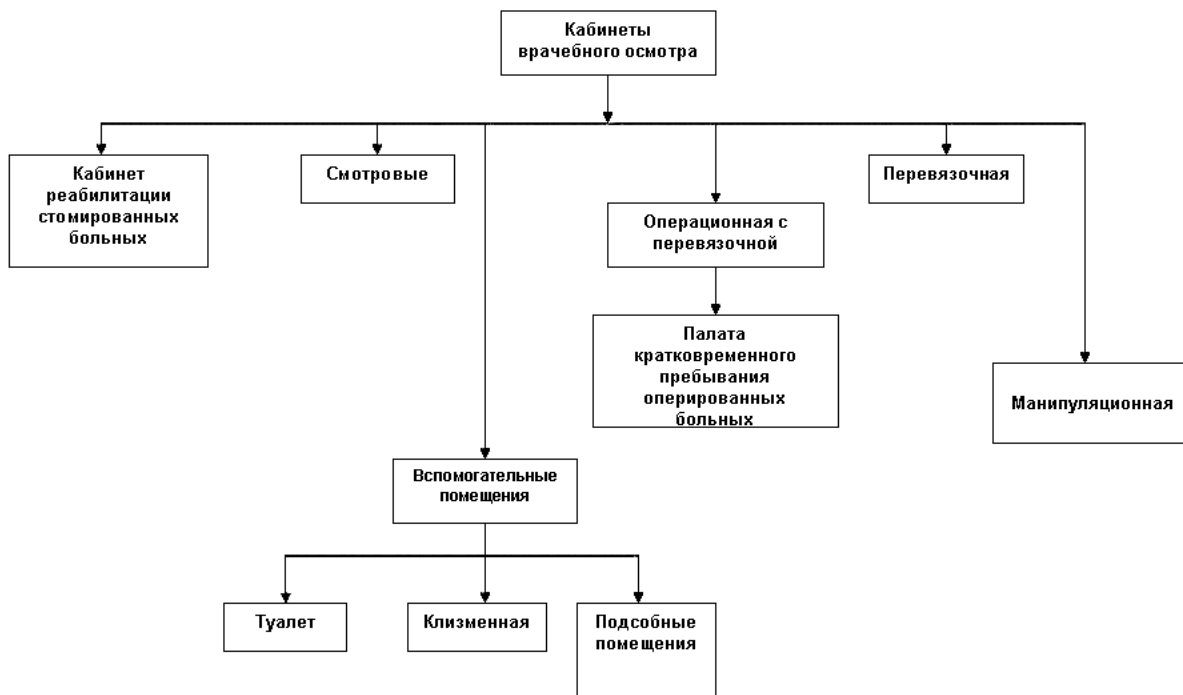 Кабинеты
врачебного осмотра
Кабинет
реабилитации
стомированных
больных
Смотровые
Перевязочная
Операционная с
перевязочной
Палата
кратковременного
пребывания
оперированных
больных
Манипуляционная
Вспомогательные
помещения
Туалет
Клизменная
Подсобные
помещения